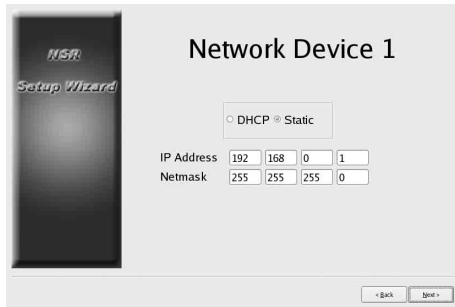 NSR
Setup Wizard
Network Device 1
DHCP Static
IP Address 192 168 0 1
Netmask 255 255 255 0
< Back Next >